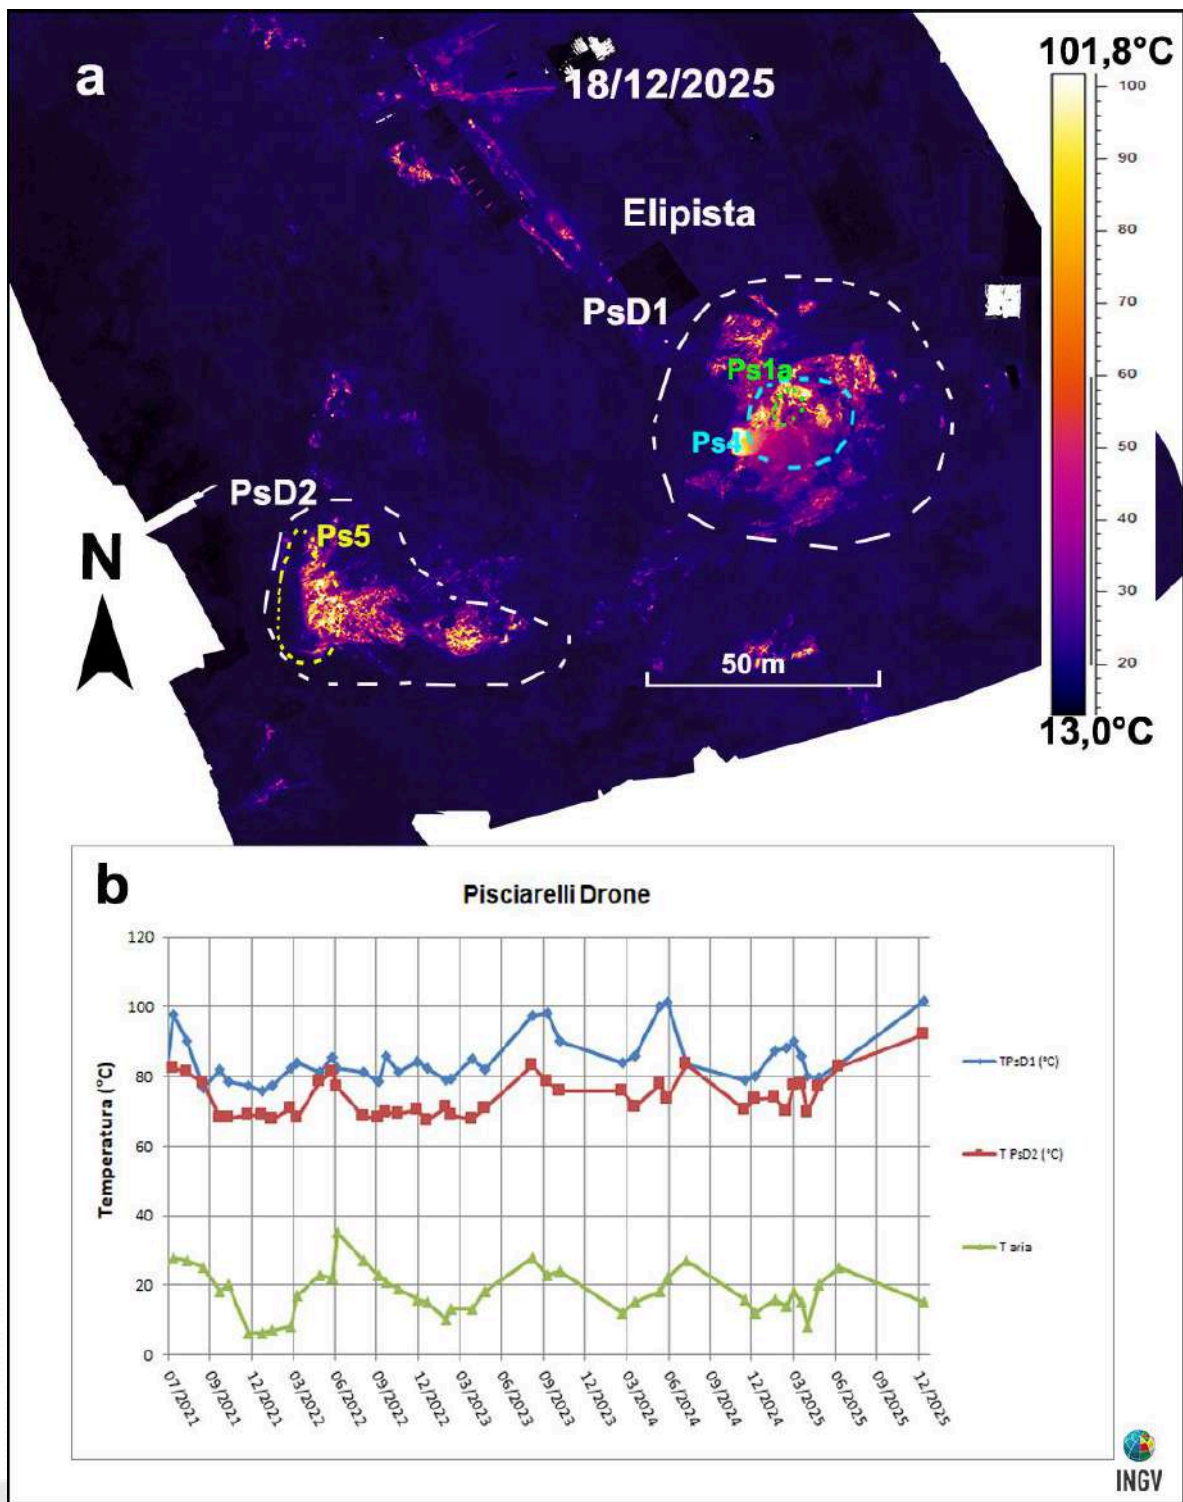 a
18/12/2025
101,8°C
100
90
80
70
60
50
40
30
20
13,0°C
Elipista
PsD1
Ps1a
Ps4
PsD2
Ps5
N
50 m
b
Pisciarelli Drone
Temperatura (°C)
120
100
80
60
40
20
0
07/2021
09/2021
12/2021
03/2022
06/2022
09/2022
12/2022
03/2023
06/2023
09/2023
03/2024
06/2024
09/2024
12/2024
03/2025
06/2025
09/2025
12/2025
TPsD1 (°C)
T PsD2 (°C)
T aria
INGV